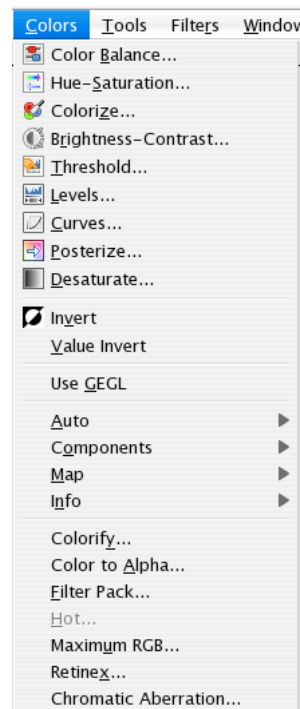 Colors Tools Filters Window
Color Balance...
Hue-Saturation...
Colorize...
Brightness-Contrast...
Threshold...
Levels...
Curves...
Posterize...
Desaturate...
Invert
Value Invert
Use GEGL
Auto
Components
Map
Info
Colorify...
Color to Alpha...
Filter Pack...
Hot...
Maximum RGB...
Retinex...
Chromatic Aberration...